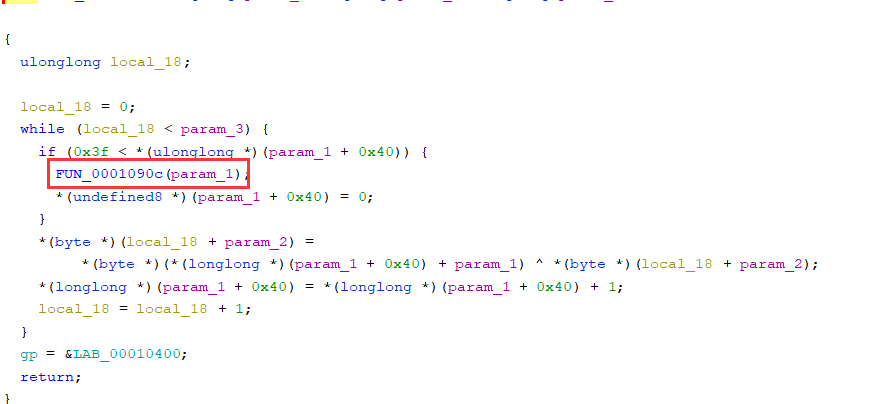 {
ulonglong local_18;
local_18 = 0;
while (local_18 < param_3) {
if (0x3f < *(ulonglong *)(param_1 + 0x40)) {
FUN_0001090c(param_1);
*(undefined8 *)(param_1 + 0x40) = 0;
}
*(byte *)(local_18 + param_2) =
*(byte *)(*(longlong *)(param_1 + 0x40) + param_1) ^ *(byte *)(local_18 + param_2);
*(longlong *)(param_1 + 0x40) = *(longlong *)(param_1 + 0x40) + 1;
local_18 = local_18 + 1;
}
gp = &LAB_00010400;
return;
}